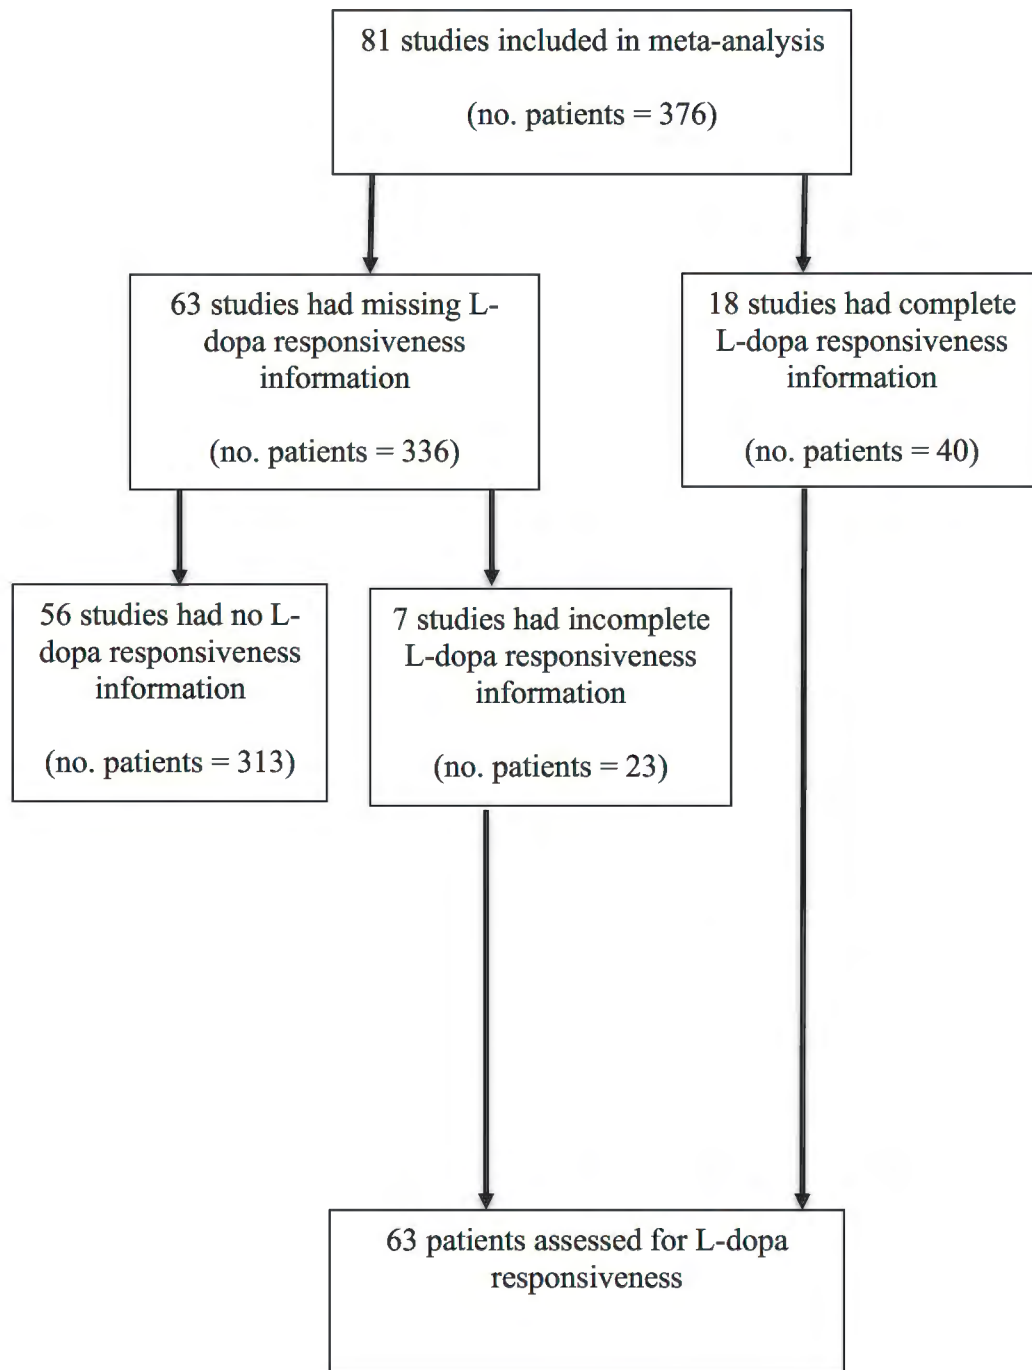 81 studies included in meta-analysis
(no. patients = 376)
63 studies had missing L-
dopa responsiveness
information
(no. patients = 336)
18 studies had complete
L-dopa responsiveness
information
(no. patients = 40)
56 studies had no L-
dopa responsiveness
information
(no. patients = 313)
7 studies had incomplete
L-dopa responsiveness
information
(no. patients = 23)
63 patients assessed for L-dopa
responsiveness